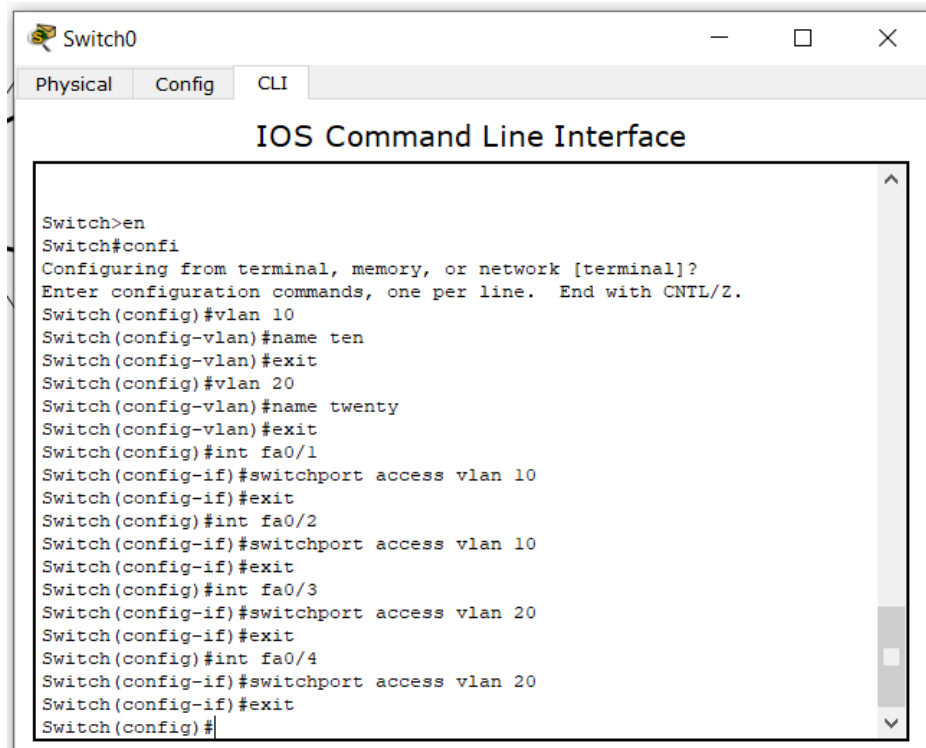 Switch0
Physical Config CLI
IOS Command Line Interface
Switch>en
Switch#confi
Configuring from terminal, memory, or network [terminal]?
Enter configuration commands, one per line.  End with CNTL/Z.
Switch(config)#vlan 10
Switch(config-vlan)#name ten
Switch(config-vlan)#exit
Switch(config)#vlan 20
Switch(config-vlan)#name twenty
Switch(config-vlan)#exit
Switch(config)#int fa0/1
Switch(config-if)#switchport access vlan 10
Switch(config-if)#exit
Switch(config)#int fa0/2
Switch(config-if)#switchport access vlan 10
Switch(config-if)#exit
Switch(config)#int fa0/3
Switch(config-if)#switchport access vlan 20
Switch(config-if)#exit
Switch(config)#int fa0/4
Switch(config-if)#switchport access vlan 20
Switch(config-if)#exit
Switch(config)#